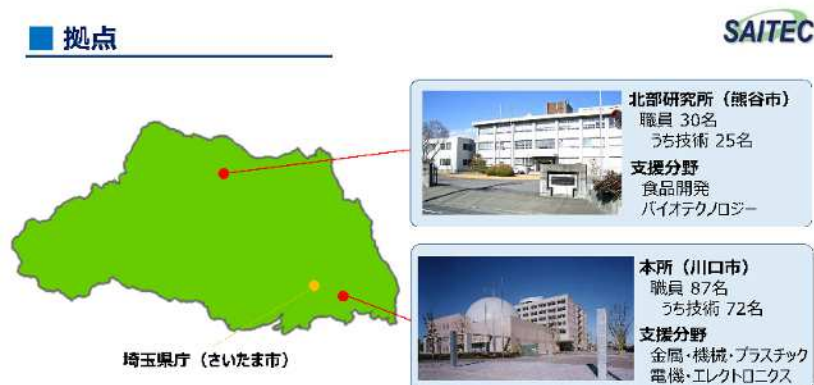 拠点
SAITEC
北部研究所（熊谷市）
職員 30名
うち技術 25名
支援分野
食品開発
バイオテクノロジー
本所（川口市）
職員 87名
うち技術 72名
支援分野
金属・機械・プラスチック
電機・エレクトロニクス
埼玉県庁（さいたま市）